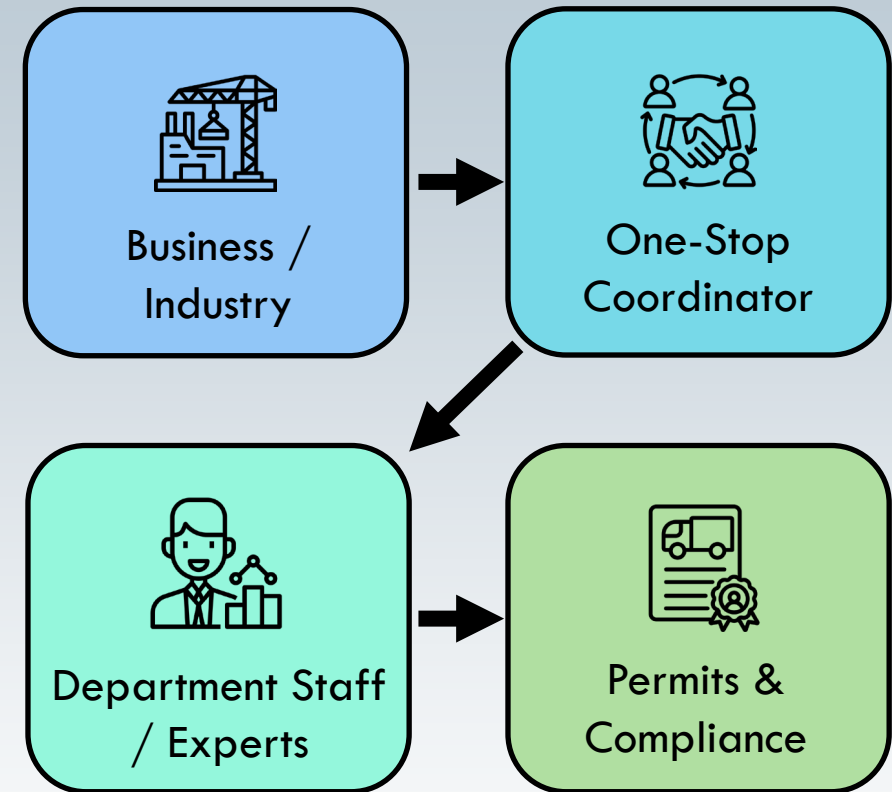 Business /
Industry
One-Stop
Coordinator
Department Staff
/ Experts
Permits &
Compliance